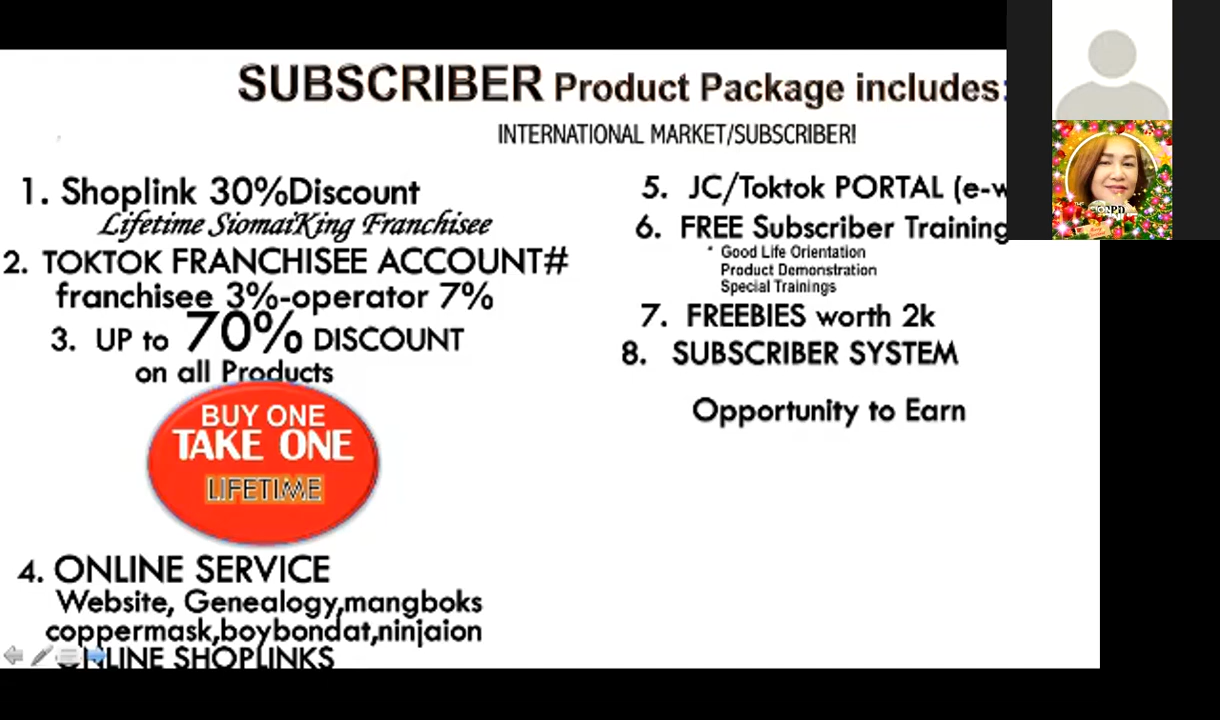 SUBSCRIBER Product Package includes:
INTERNATIONAL MARKET/SUBSCRIBER!
1. Shoplink 30%Discount
Lifetime SiomaiKing Franchisee
2. TOKTOK FRANCHISEE ACCOUNT#
franchisee 3%-operator 7%
3. UP to 70% DISCOUNT
on all Products
BUY ONE
TAKE ONE
LIFETIME
4. ONLINE SERVICE
Website, Genealogy,mangboks
coppermask,boybondat,ninjaion
ONLINE SHOPLINKS
5. JC/Toktok PORTAL (e-w
6. FREE Subscriber Training
* Good Life Orientation
Product Demonstration
Special Trainings
7. FREEBIES worth 2k
8. SUBSCRIBER SYSTEM
Opportunity to Earn